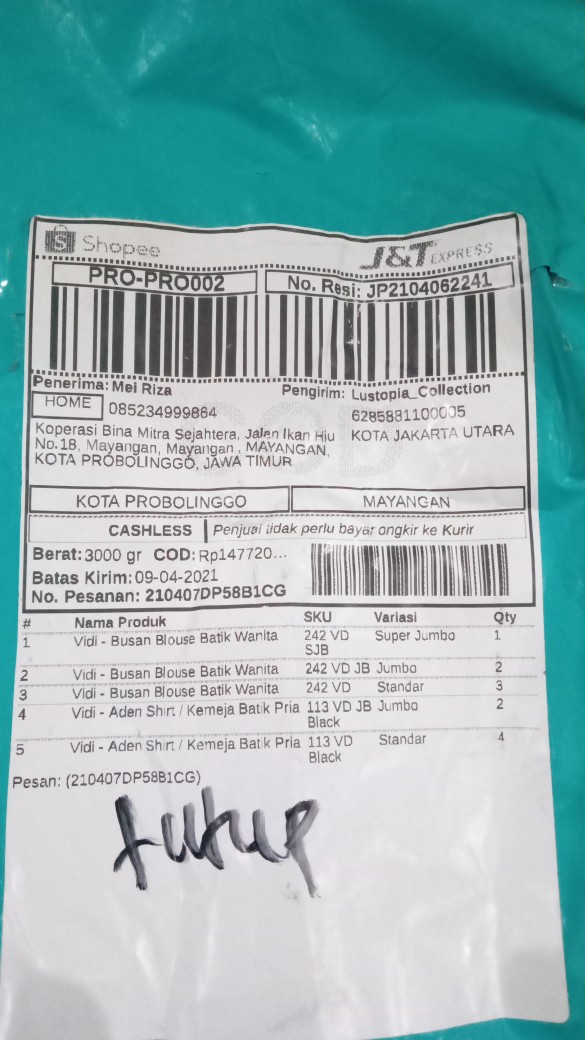 Shopee
J&T EXPRESS
PRO-PRO002
No. Resi: JP2104062241
Penerima: Mei Riza
Pengirim: Lustopia_Collection
HOME 085234999864
6285881100005
Koperasi Bina Mitra Sejahtera, Jalan Ikan Hiu
KOTA JAKARTA UTARA
No.18, Mayangan, Mayangan , MAYANGAN,
KOTA PROBOLINGGO, JAWA TIMUR
COD
KOTA PROBOLINGGO MAYANGAN
CASHLESS Penjual tidak perlu bayar ongkir ke Kurir
Berat: 3000 gr COD: Rp147720...
Batas Kirim: 09-04-2021
No. Pesanan: 210407DP58B1CG
# Nama Produk SKU Variasi Qty
1 Vidi - Busan Blouse Batik Wanita 242 VD Super Jumbo 1
SJB
2 Vidi - Busan Blouse Batik Wanita 242 VD JB Jumbo 2
3 Vidi - Busan Blouse Batik Wanita 242 VD Standar 3
4 Vidi - Aden Shirt / Kemeja Batik Pria 113 VD JB Jumbo 2
Black
5 Vidi - Aden Shirt / Kemeja Batik Pria 113 VD Standar 4
Black
Pesan: (210407DP58B1CG)
tutup